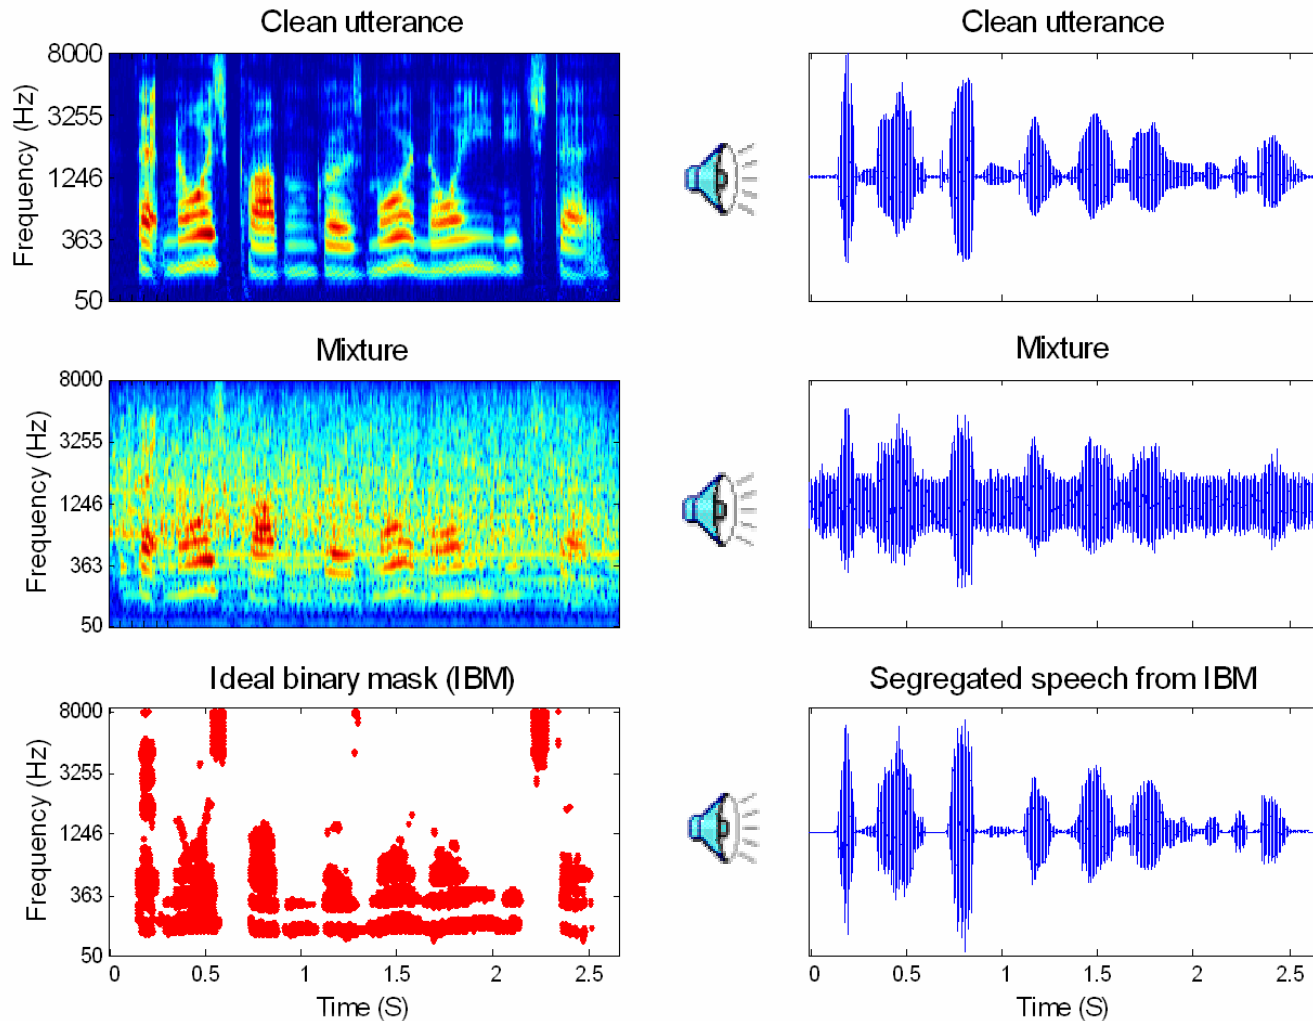 Clean utterance
Clean utterance
8000
3255
1246
363
50
Frequency (Hz)
Mixture
Mixture
8000
3255
1246
363
50
Frequency (Hz)
Ideal binary mask (IBM)
Segregated speech from IBM
8000
3255
1246
363
50
Frequency (Hz)
0 0.5 1 1.5 2 2.5
Time (S)
0 0.5 1 1.5 2 2.5
Time (S)